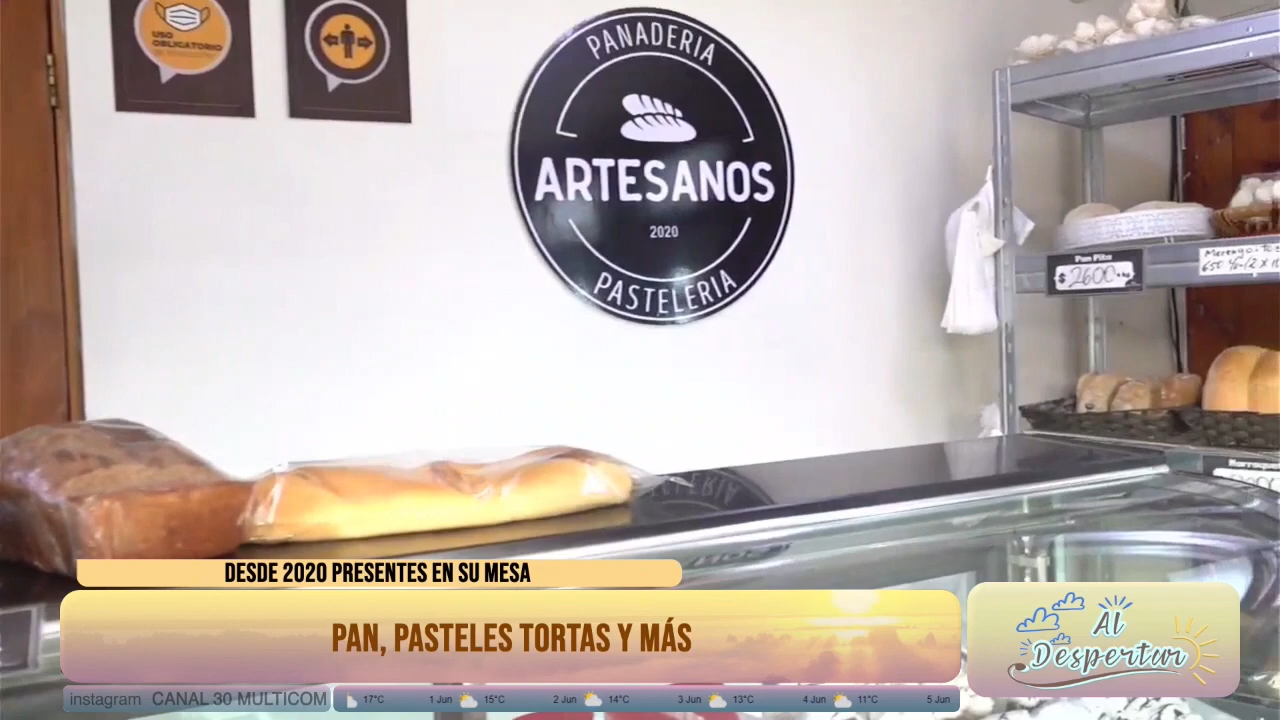 USO
OBLIGATORIO
PANADERIA
ARTESANOS
2020
PASTELERIA
Pan Pita
$2600
650
DESDE 2020 PRESENTES EN SU MESA
PAN, PASTELES TORTAS Y MÁS
Al
Despertar
instagram CANAL 30 MULTICOM
17°C 1 Jun 15°C 2 Jun 14°C 3 Jun 13°C 4 Jun 11°C 5 Jun